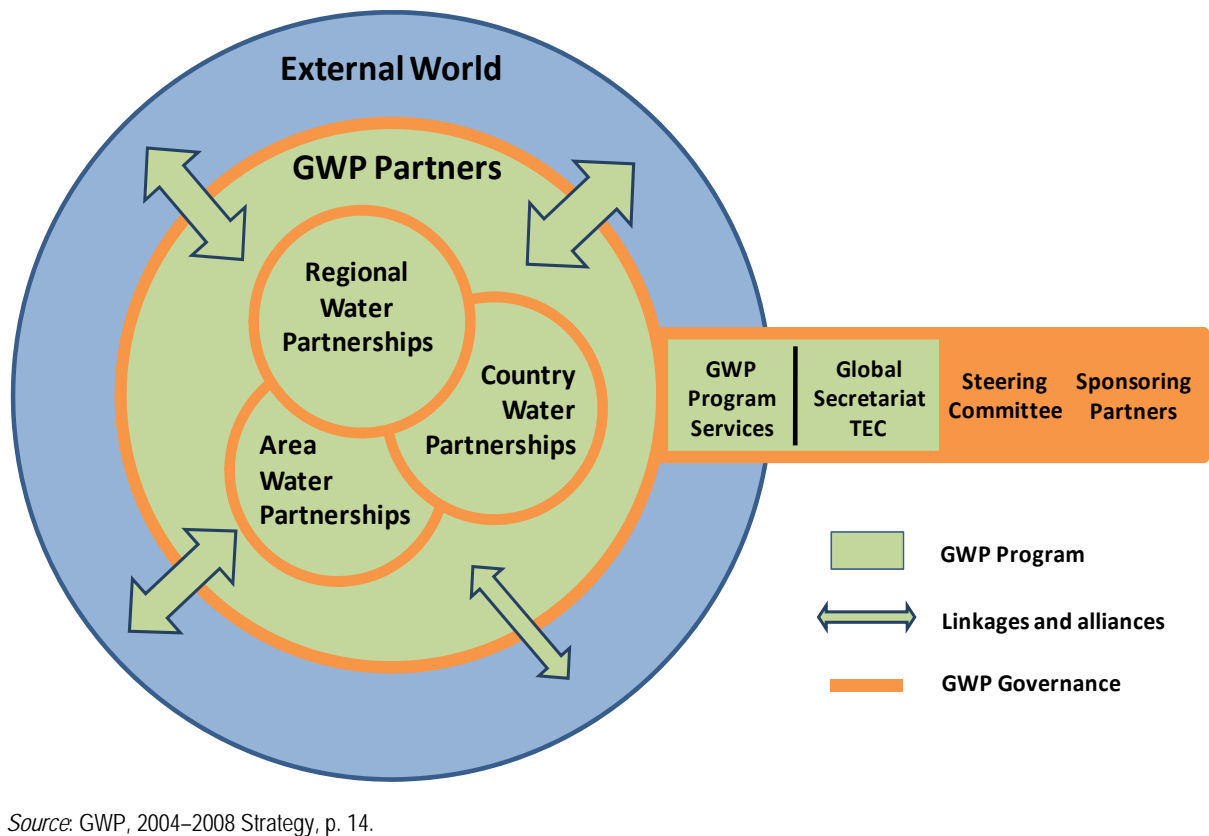 External World
GWP Partners
Regional
Water
Partnerships
Country
Water
Partnerships
Area
Water
Partnerships
GWP
Program
Services
Global
Secretariat
TEC
Steering
Committee
Sponsoring
Partners
GWP Program
Linkages and alliances
GWP Governance
Source: GWP, 2004–2008 Strategy, p. 14.